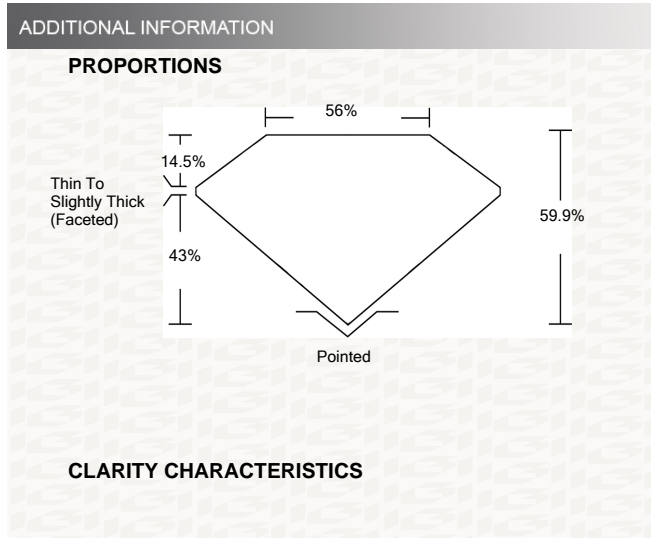 ADDITIONAL INFORMATION
PROPORTIONS
56%
14.5%
Thin To
Slightly Thick
(Faceted)
59.9%
43%
Pointed
CLARITY CHARACTERISTICS